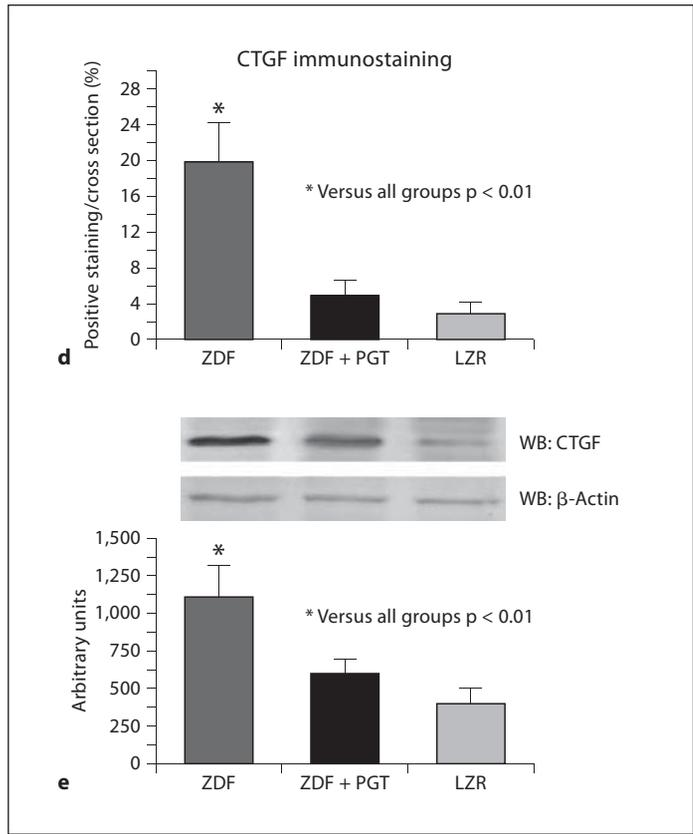 CTGF immunostaining
Positive staining/cross section (%)
28
24
20
16
12
8
4
0
*
* Versus all groups p < 0.01
ZDF
ZDF + PGT
LZR
d
WB: CTGF
WB: β-Actin
Arbitrary units
1,500
1,250
1,000
750
500
250
0
*
* Versus all groups p < 0.01
ZDF
ZDF + PGT
LZR
e